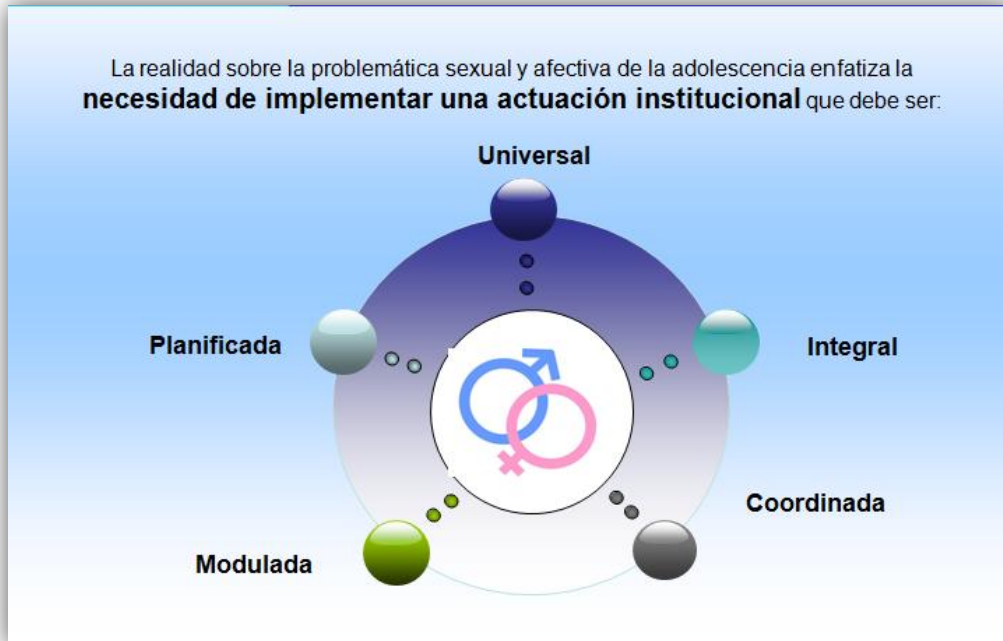 La realidad sobre la problemática sexual y afectiva de la adolescencia enfatiza la
necesidad de implementar una actuación institucional que debe ser:
Universal
Planificada
Integral
Coordinada
Modulada